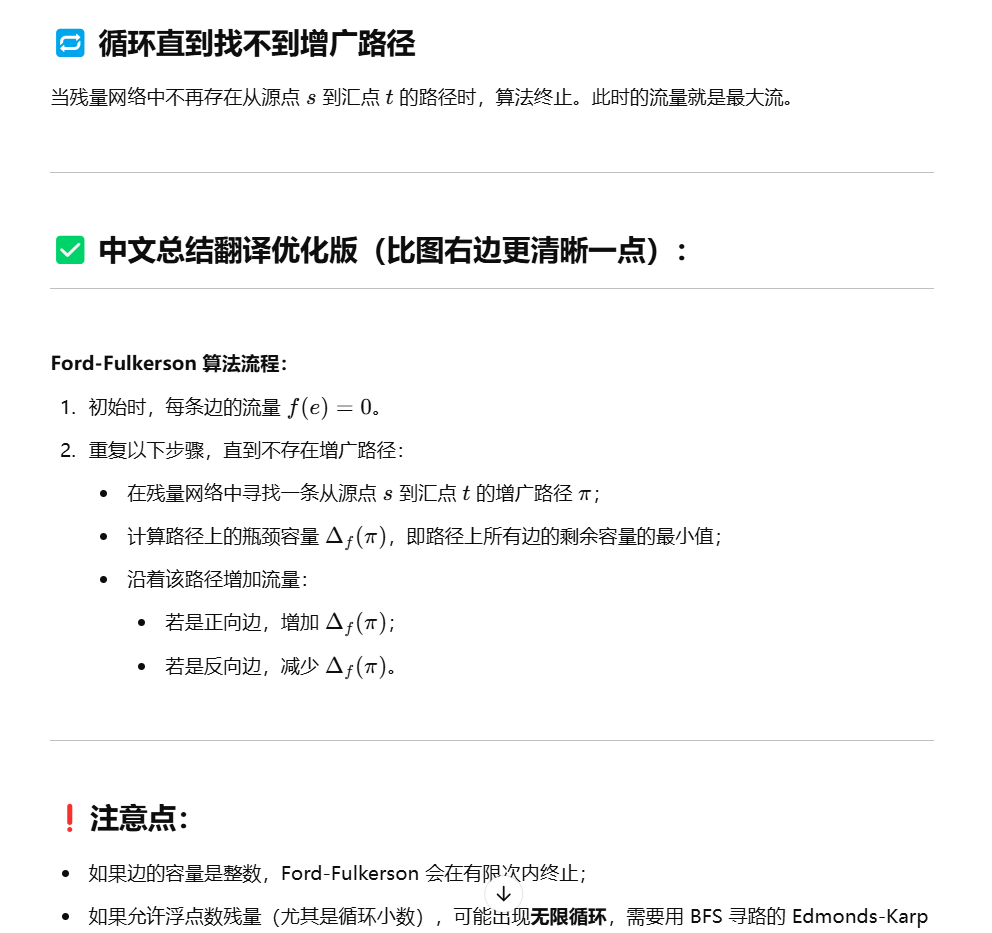 循环直到找不到增广路径
当残量网络中不再存在从源点 s 到汇点 t 的路径时，算法终止。此时的流量就是最大流。
中文总结翻译优化版（比图右边更清晰一点）：
Ford-Fulkerson 算法流程：
1. 初始时，每条边的流量 f(e) = 0。
2. 重复以下步骤，直到不存在增广路径：
• 在残量网络中寻找一条从源点 s 到汇点 t 的增广路径 π；
• 计算路径上的瓶颈容量 Δf(π)，即路径上所有边的剩余容量的最小值；
• 沿着该路径增加流量：
• 若是正向边，增加 Δf(π)；
• 若是反向边，减少 Δf(π)。
❗ 注意点：
• 如果边的容量是整数，Ford-Fulkerson 会在有限次内终止；
• 如果允许浮点数残量（尤其是循环小数），可能出现无限循环，需要用 BFS 寻路的 Edmonds-Karp